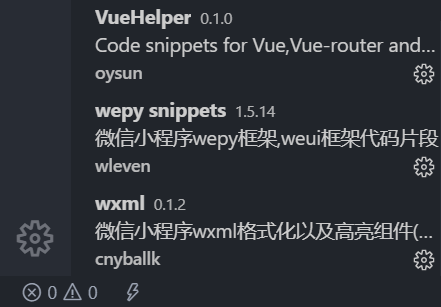 VueHelper 0.1.0
Code snippets for Vue,Vue-router and...
oysun
wepy snippets 1.5.14
微信小程序wepy框架,weui框架代码片段
wleven
wxml 0.1.2
微信小程序wxml格式化以及高亮组件(...
cnyballk
0 0